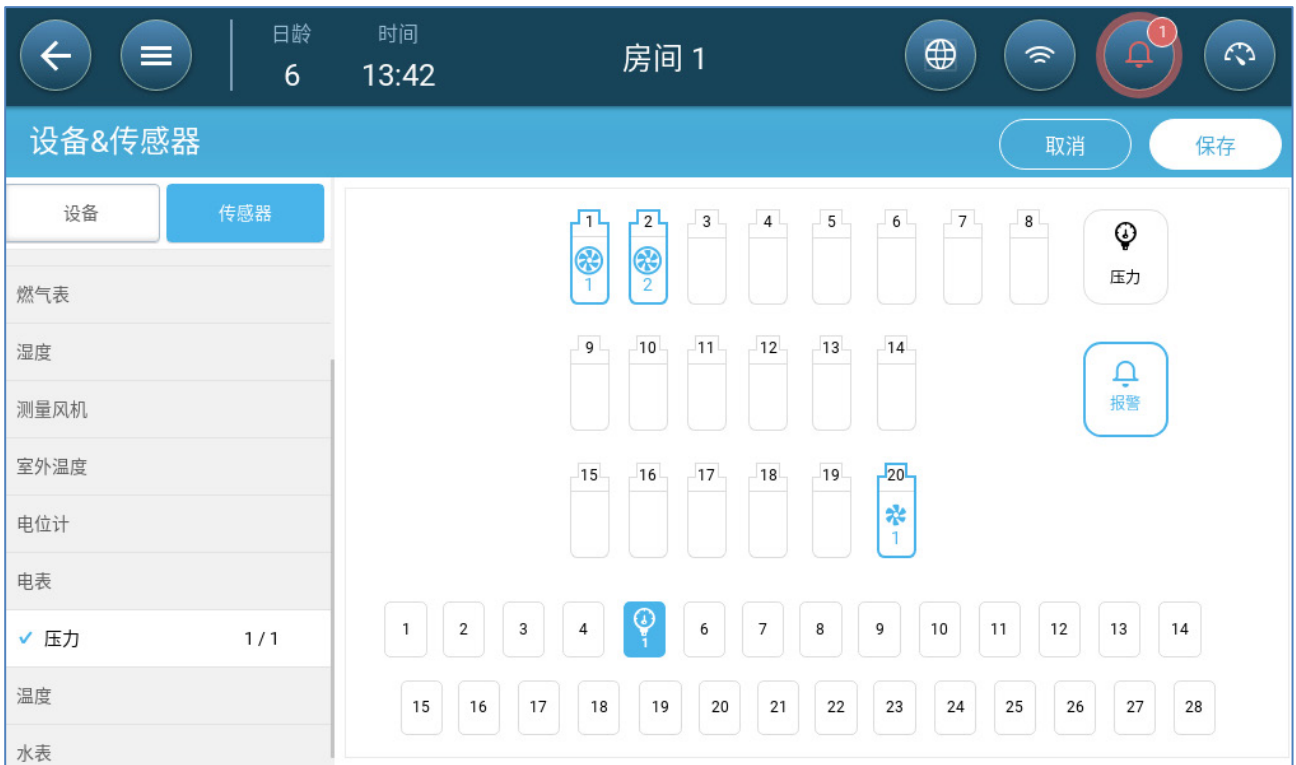 日龄 时间 1
6 13:42 房间 1
设备&传感器 取消 保存
设备 传感器
燃气表
湿度
测量风机
室外温度
电位计
电表
✓ 压力 1 / 1
温度
水表
1 2 3 4 5 6 7 8
1 2
压力
9 10 11 12 13 14
报警
15 16 17 18 19 20
1
1 2 3 4 1 6 7 8 9 10 11 12 13 14
15 16 17 18 19 20 21 22 23 24 25 26 27 28